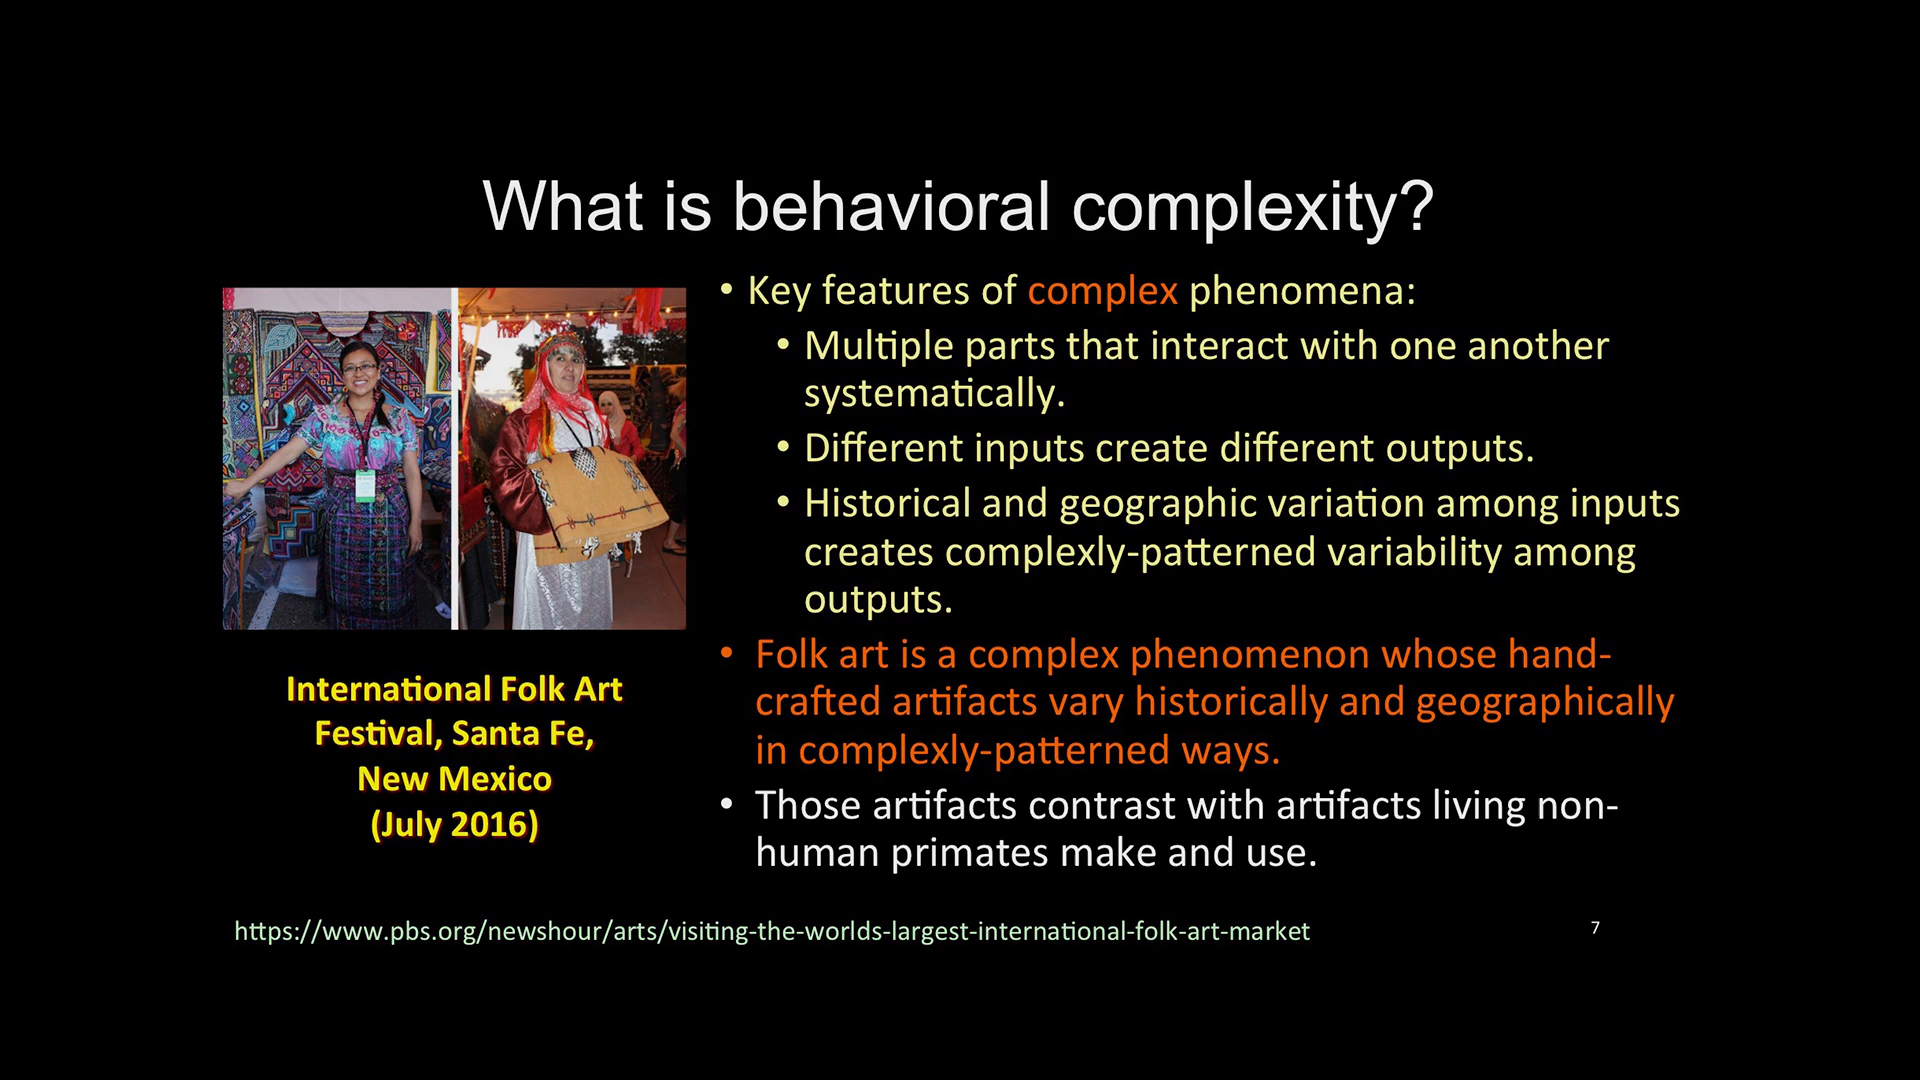 What is behavioral complexity?
• Key features of complex phenomena:
• Multiple parts that interact with one another
systematically.
• Different inputs create different outputs.
• Historical and geographic variation among inputs
creates complexly-patterned variability among
outputs.
• Folk art is a complex phenomenon whose hand-
crafted artifacts vary historically and geographically
in complexly-patterned ways.
• Those artifacts contrast with artifacts living non-
human primates make and use.
International Folk Art
Festival, Santa Fe,
New Mexico
(July 2016)
https://www.pbs.org/newshour/arts/visiting-the-worlds-largest-international-folk-art-market
7